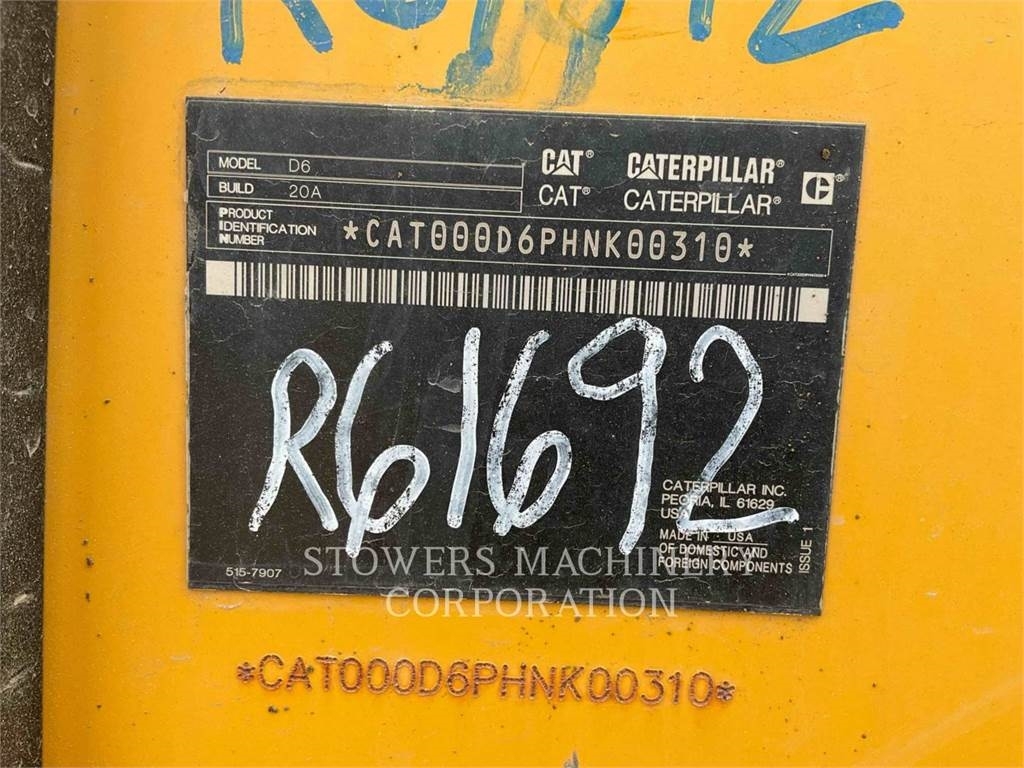 R61692
MODEL D6
BUILD 20A
CAT® CATERPILLAR®
CAT® CATERPILLAR®
PRODUCT
IDENTIFICATION
NUMBER
*CAT000D6PHNK00310*
R61692
CATERPILLAR INC.
PEORIA, IL 61629
USA
MADE IN USA
OF DOMESTIC AND
FOREIGN COMPONENTS
ISSUE 1
515-7907
STOWERS MACHINERY
CORPORATION
*CAT000D6PHNK00310*